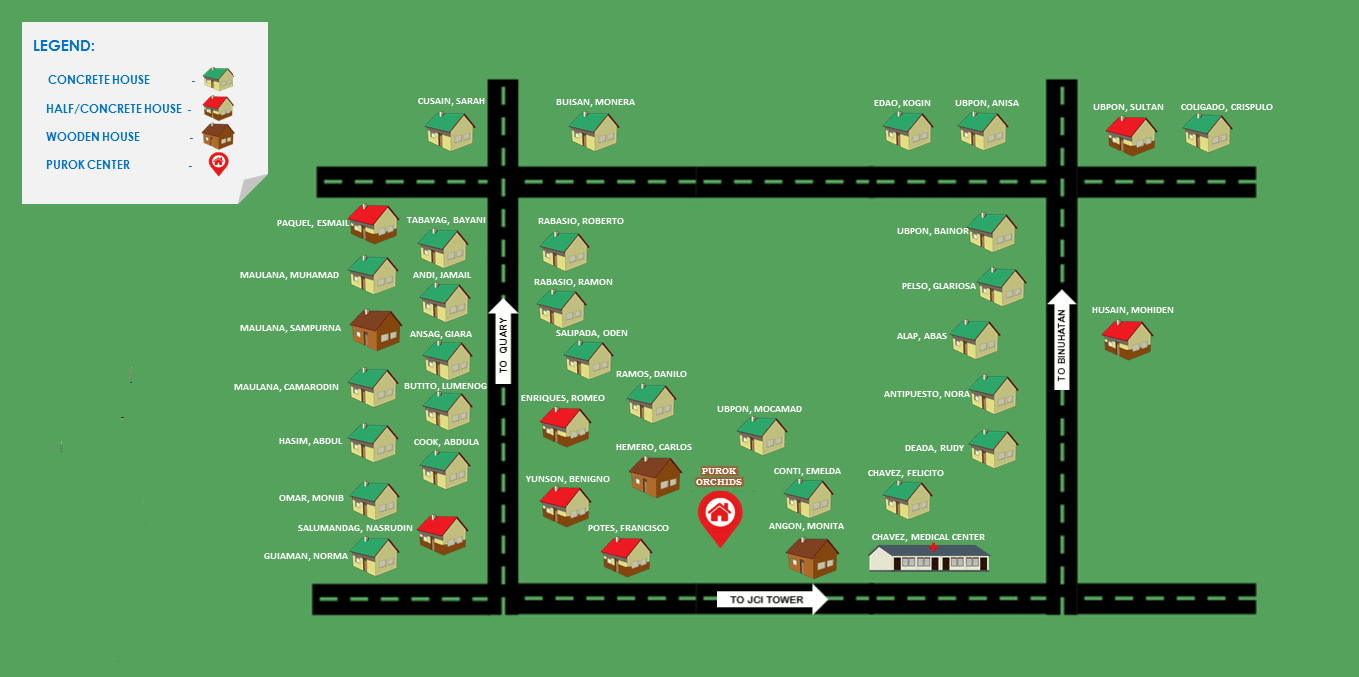 LEGEND:
CONCRETE HOUSE -
HALF/CONCRETE HOUSE -
WOODEN HOUSE -
PUROK CENTER -
CUSAIN, SARAH
BUISAN, MONERA
EDAO, KOGIN
UBPON, ANISA
UBPON, SULTAN
COLIGADO, CRISPULO
PAQUEL, ESMAIL
TABAYAG, BAYANI
MAULANA, MUHAMAD
ANDI, JAMAIL
MAULANA, SAMPURNA
ANSAG, GIARA
MAULANA, CAMARODIN
BUTITO, LUMENOG
HASIM, ABDUL
COOK, ABDULA
OMAR, MONIB
SALUMANDAG, NASRUDIN
GUIAMAN, NORMA
TO QUARY
RABASIO, ROBERTO
RABASIO, RAMON
SALIPADA, ODEN
RAMOS, DANILO
ENRIQUES, ROMEO
UBPON, MOCAMAD
HEMERO, CARLOS
YUNSON, BENIGNO
POTES, FRANCISCO
PUROK
ORCHIDS
CONTI, EMELDA
ANGON, MONITA
UBPON, BAINOR
PELSO, GLARIOSA
ALAP, ABAS
ANTIPUESTO, NORA
DEADA, RUDY
CHAVEZ, FELICITO
CHAVEZ, MEDICAL CENTER
TO BINUHATAN
HUSAIN, MOHIDEN
TO JCI TOWER